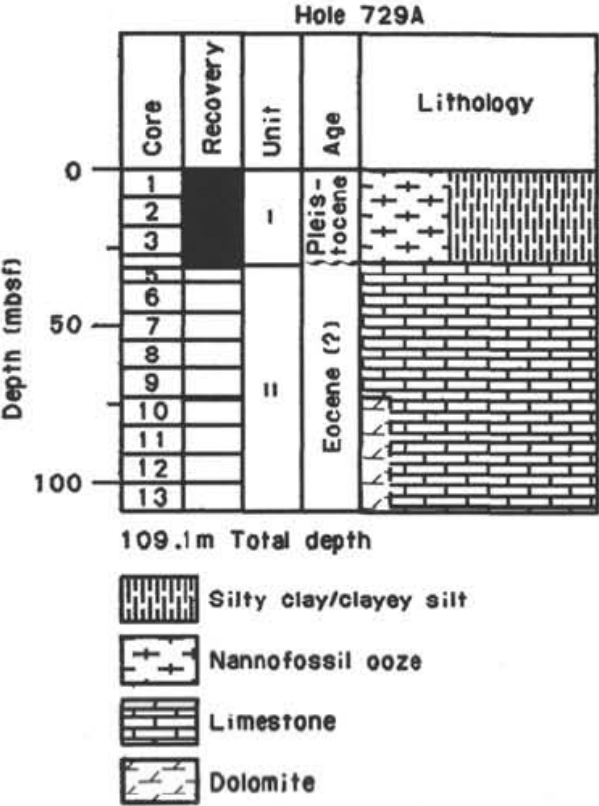 Hole 729A
Core Recovery Unit Age Lithology
Depth (mbsf)
0
50
100
1
2
3
5
6
7
8
9
10
11
12
13
I
II
Pleis-
tocene
Eocene (?)
109.1m Total depth
Silty clay/clayey silt
Nannofossil ooze
Limestone
Dolomite